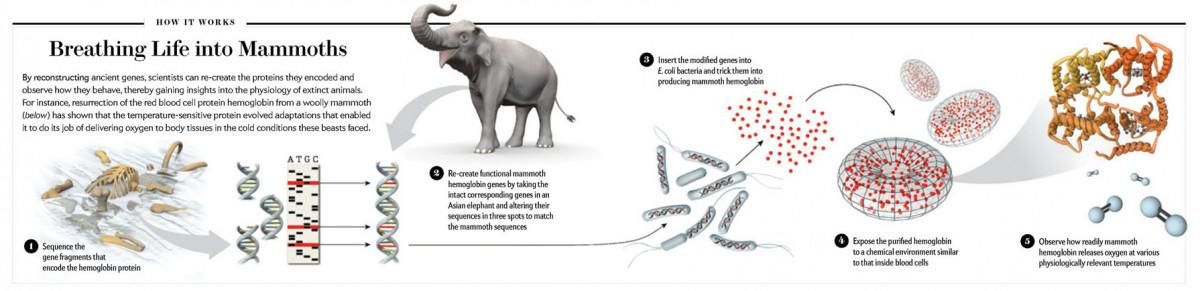 HOW IT WORKS
Breathing Life into Mammoths
By reconstructing ancient genes, scientists can re-create the proteins they encoded and
observe how they behave, thereby gaining insights into the physiology of extinct animals.
For instance, resurrection of the red blood cell protein hemoglobin from a woolly mammoth
(below) has shown that the temperature-sensitive protein evolved adaptations that enabled
it to do its job of delivering oxygen to body tissues in the cold conditions these beasts faced.
1 Sequence the
gene fragments that
encode the hemoglobin protein
A T G C
2 Re-create functional mammoth
hemoglobin genes by taking the
intact corresponding genes in an
Asian elephant and altering their
sequences in three spots to match
the mammoth sequences
3 Insert the modified genes into
E. coli bacteria and trick them into
producing mammoth hemoglobin
4 Expose the purified hemoglobin
to a chemical environment similar
to that inside blood cells
5 Observe how readily mammoth
hemoglobin releases oxygen at various
physiologically relevant temperatures